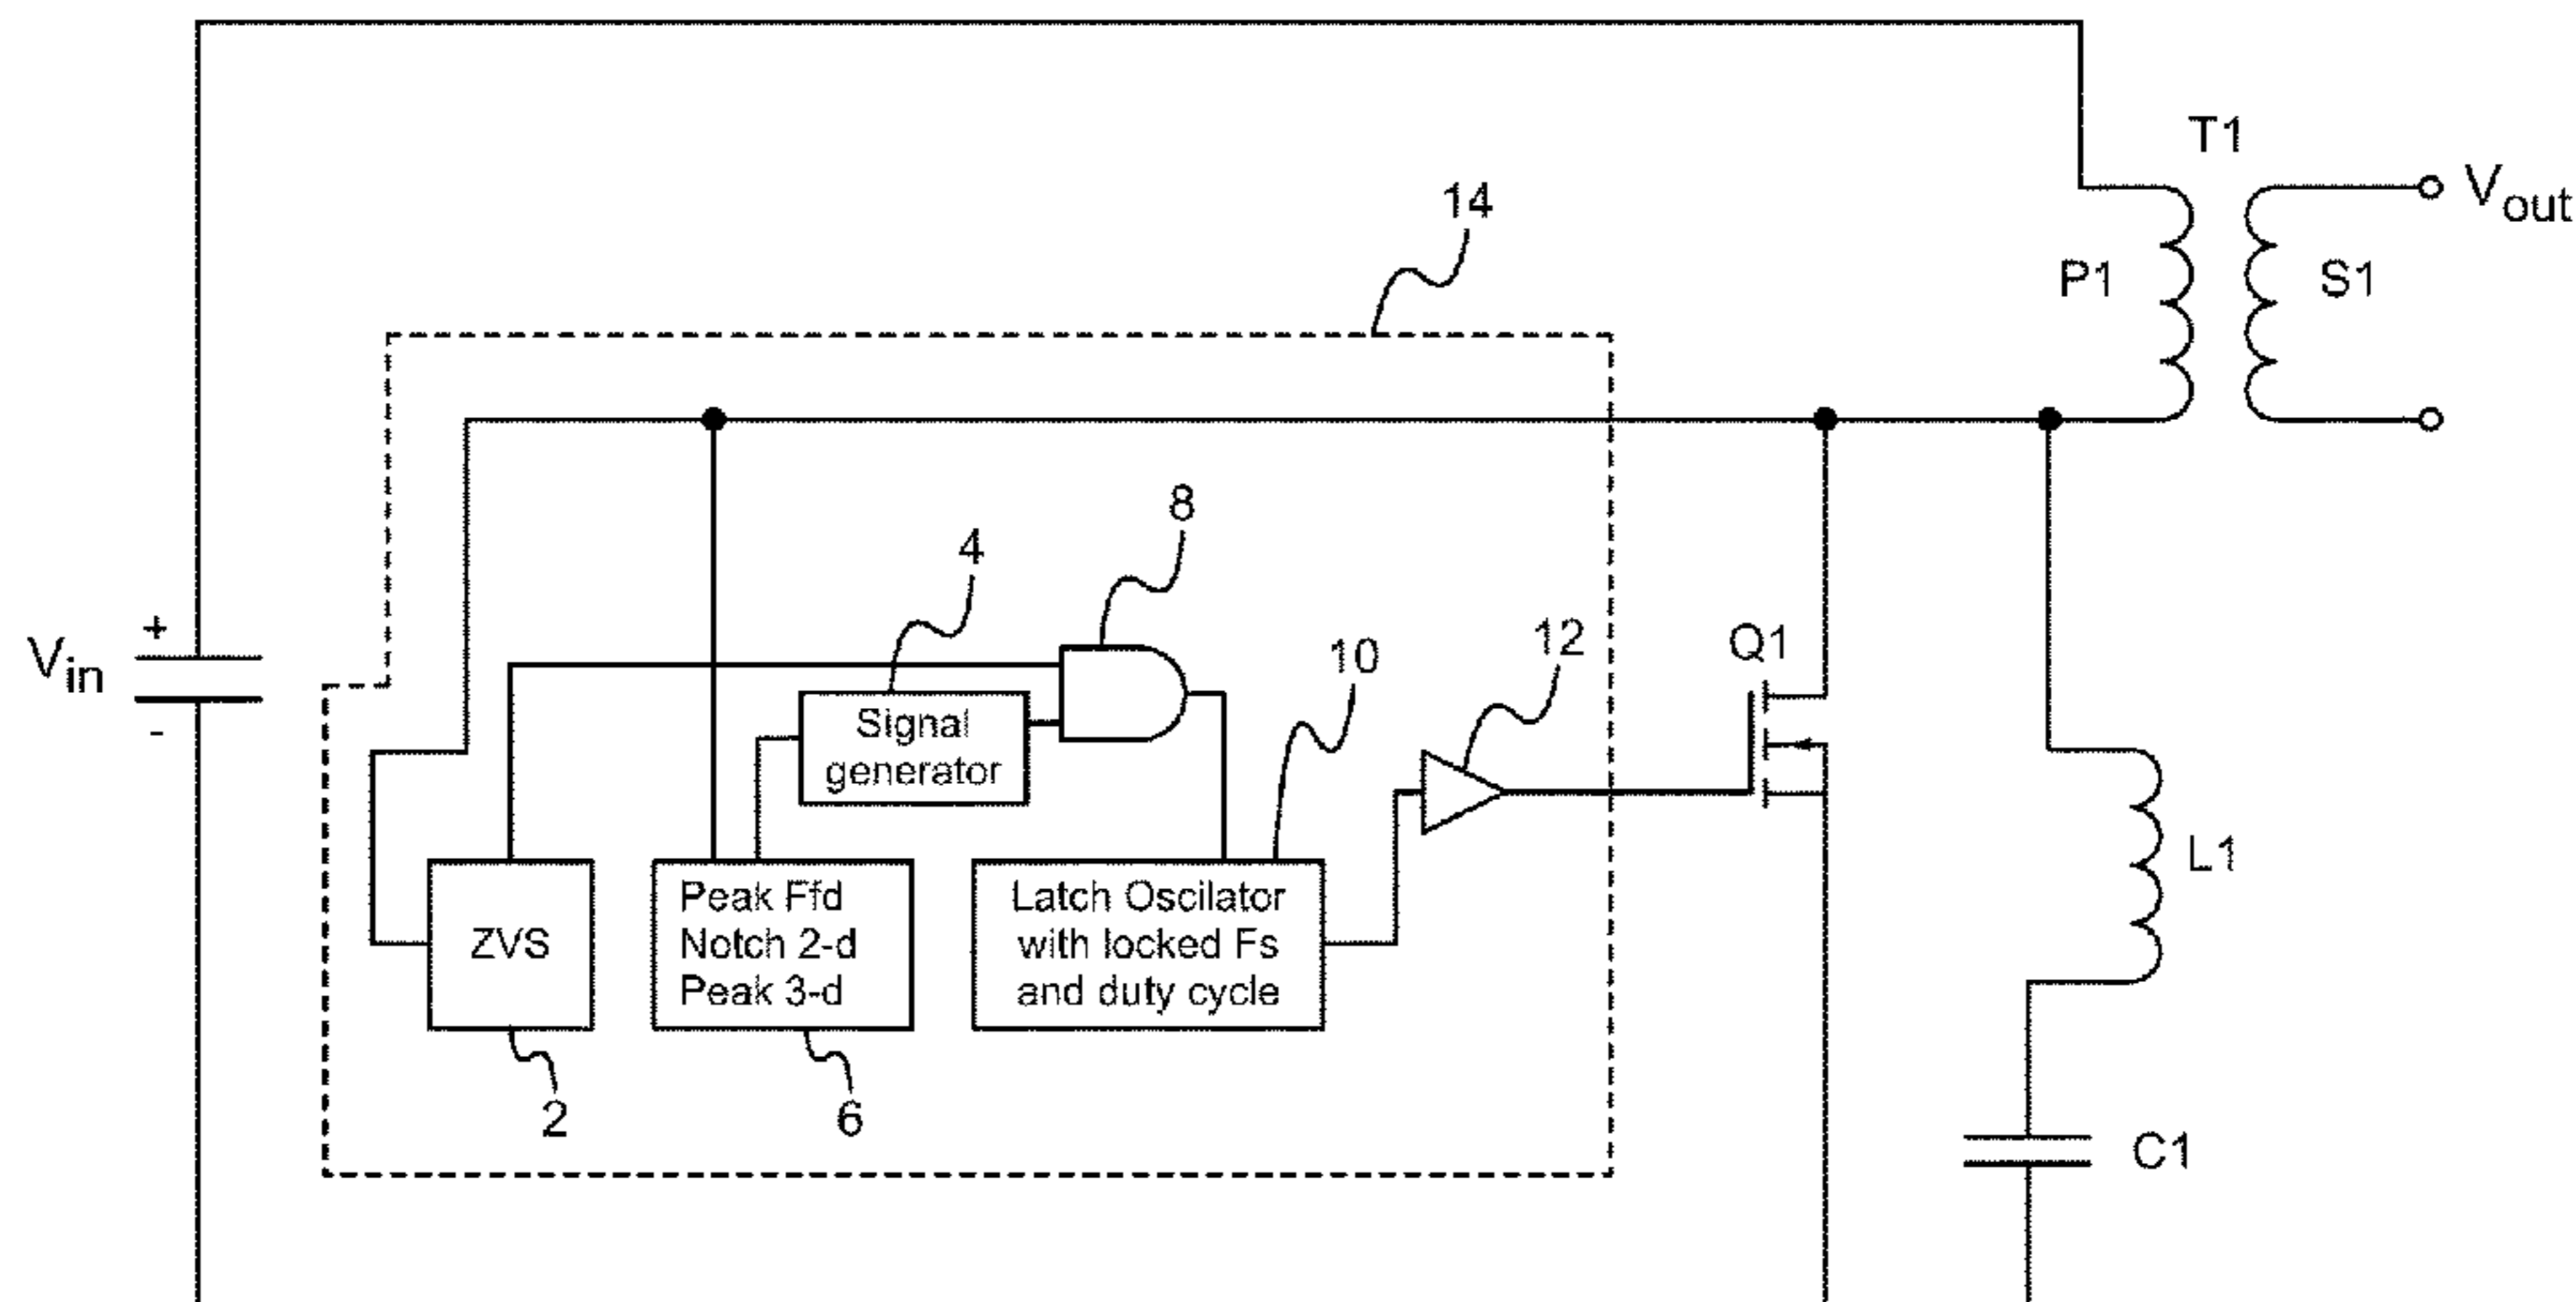 T1
14
Vout
P1
S1
8
4
+
Vin
-
12
Q1
10
Signal
generator
L1
ZVS
Peak Ffd
Notch 2-d
Peak 3-d
Latch Oscilator
with locked Fs
and duty cycle
2
6
C1